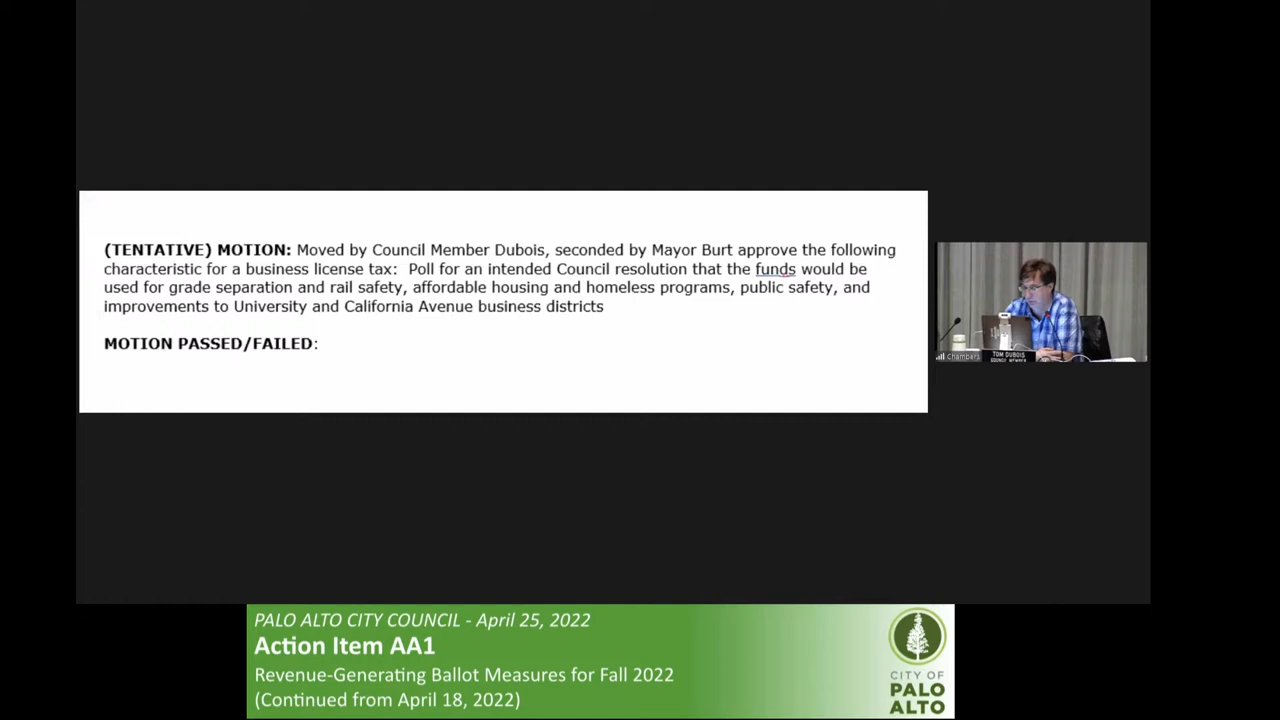 (TENTATIVE) MOTION: Moved by Council Member Dubois, seconded by Mayor Burt approve the following
characteristic for a business license tax: Poll for an intended Council resolution that the funds would be
used for grade separation and rail safety, affordable housing and homeless programs, public safety, and
improvements to University and California Avenue business districts
MOTION PASSED/FAILED:
Chambers
TOM DUBOIS
COUNCIL MEMBER
PALO ALTO CITY COUNCIL - April 25, 2022
Action Item AA1
Revenue-Generating Ballot Measures for Fall 2022
(Continued from April 18, 2022)
CITY OF
PALO
ALTO